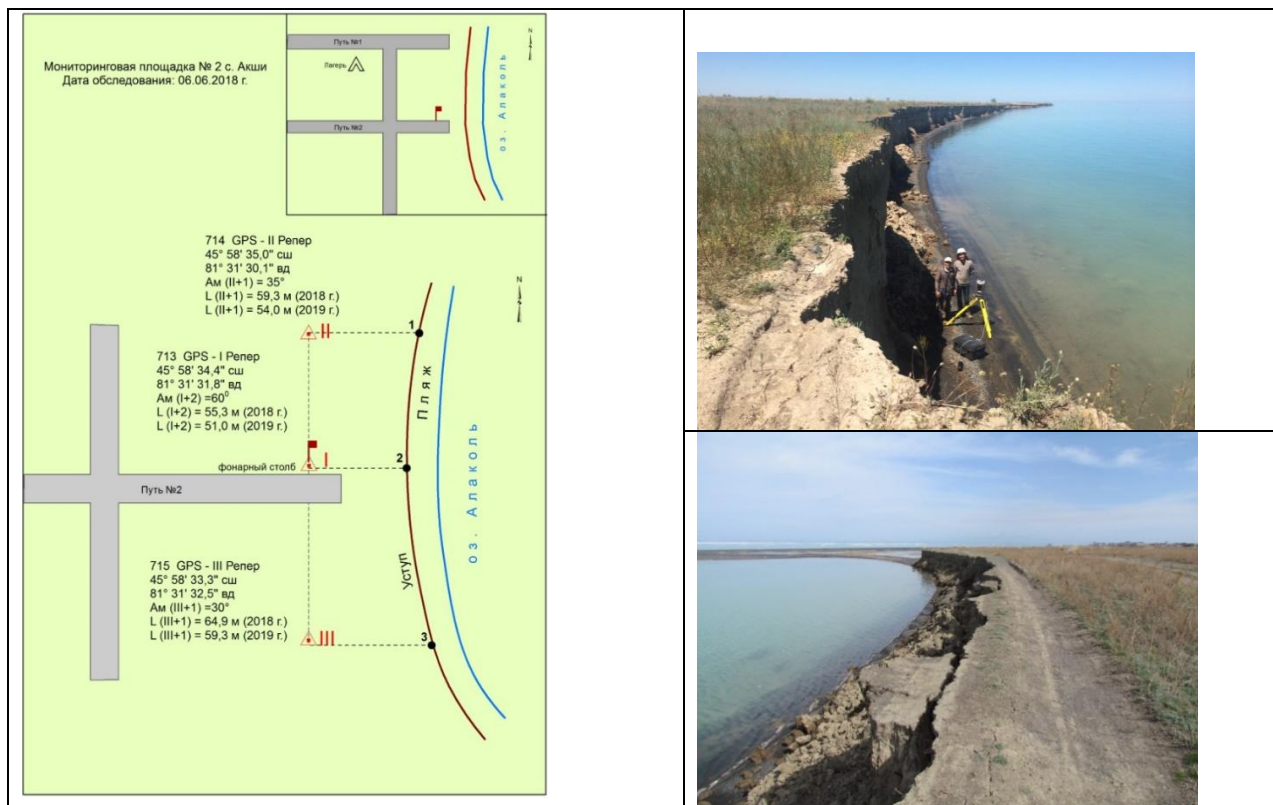 Мониторинговая площадка № 2 с. Акши
Дата обследования: 06.06.2018 г.
Путь №1
Лагерь
Путь №2
оз. Алаколь
N
714 GPS - II Репер
45° 58' 35,0" сш
81° 31' 30,1" вд
Ам (II+1) = 35°
L (II+1) = 59,3 м (2018 г.)
L (II+1) = 54,0 м (2019 г.)
N
II
1
713 GPS - I Репер
45° 58' 34,4" сш
81° 31' 31,8" вд
Ам (I+2) =60⁰
L (I+2) = 55,3 м (2018 г.)
L (I+2) = 51,0 м (2019 г.)
Пляж
фонарный столб
I
2
Путь №2
оз. Алаколь
Уступ
715 GPS - III Репер
45° 58' 33,3" сш
81° 31' 32,5" вд
Ам (III+1) =30°
L (III+1) = 64,9 м (2018 г.)
L (III+1) = 59,3 м (2019 г.)
III
3